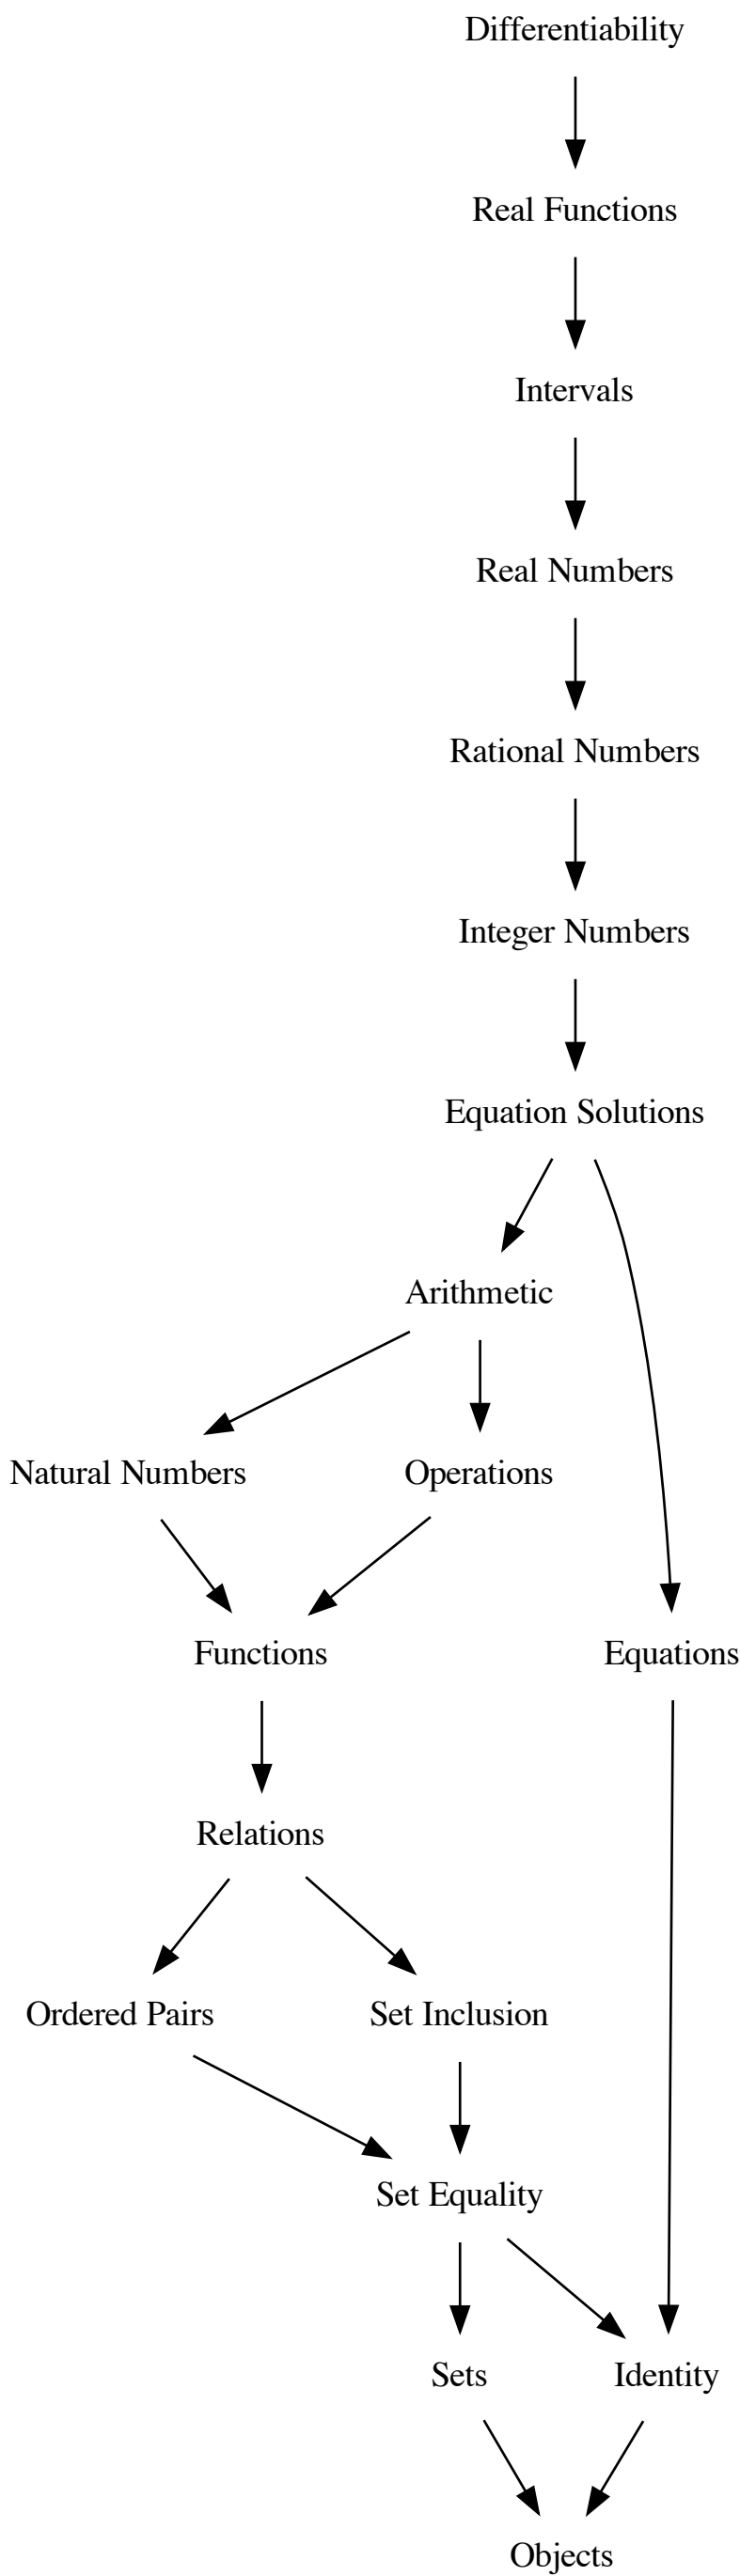 Differentiability
Real Functions
Intervals
Real Numbers
Rational Numbers
Integer Numbers
Equation Solutions
Arithmetic
Natural Numbers
Operations
Functions
Equations
Relations
Ordered Pairs
Set Inclusion
Set Equality
Sets
Identity
Objects